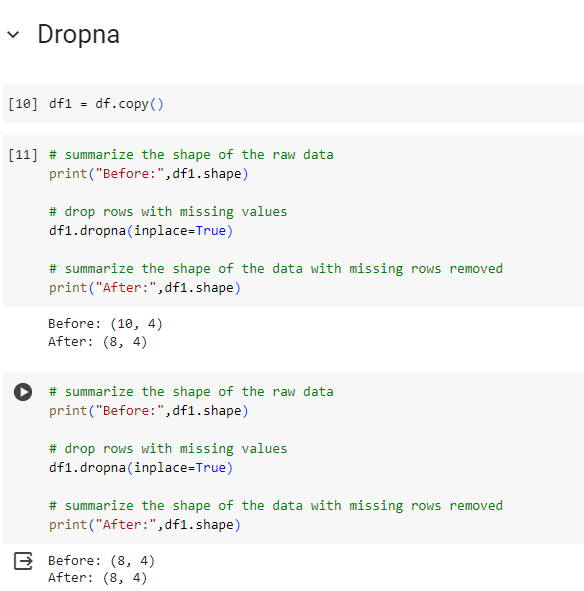 Dropna
[10] df1 = df.copy()
[11] # summarize the shape of the raw data
print("Before:",df1.shape)
# drop rows with missing values
df1.dropna(inplace=True)
# summarize the shape of the data with missing rows removed
print("After:",df1.shape)
Before: (10, 4)
After: (8, 4)
# summarize the shape of the raw data
print("Before:",df1.shape)
# drop rows with missing values
df1.dropna(inplace=True)
# summarize the shape of the data with missing rows removed
print("After:",df1.shape)
Before: (8, 4)
After: (8, 4)